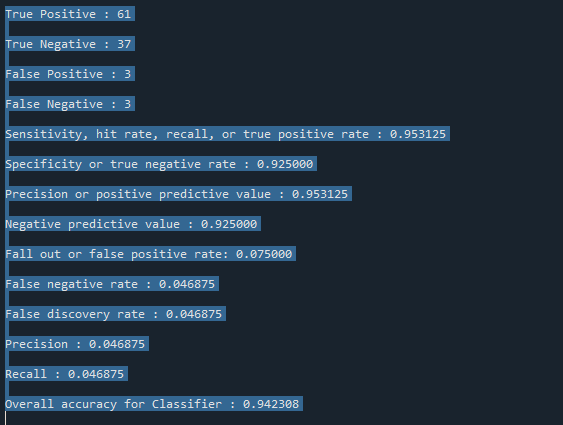 True Positive : 61
True Negative : 37
False Positive : 3
False Negative : 3
Sensitivity, hit rate, recall, or true positive rate : 0.953125
Specificity or true negative rate : 0.925000
Precision or positive predictive value : 0.953125
Negative predictive value : 0.925000
Fall out or false positive rate: 0.075000
False negative rate : 0.046875
False discovery rate : 0.046875
Precision : 0.046875
Recall : 0.046875
Overall accuracy for Classifier : 0.942308